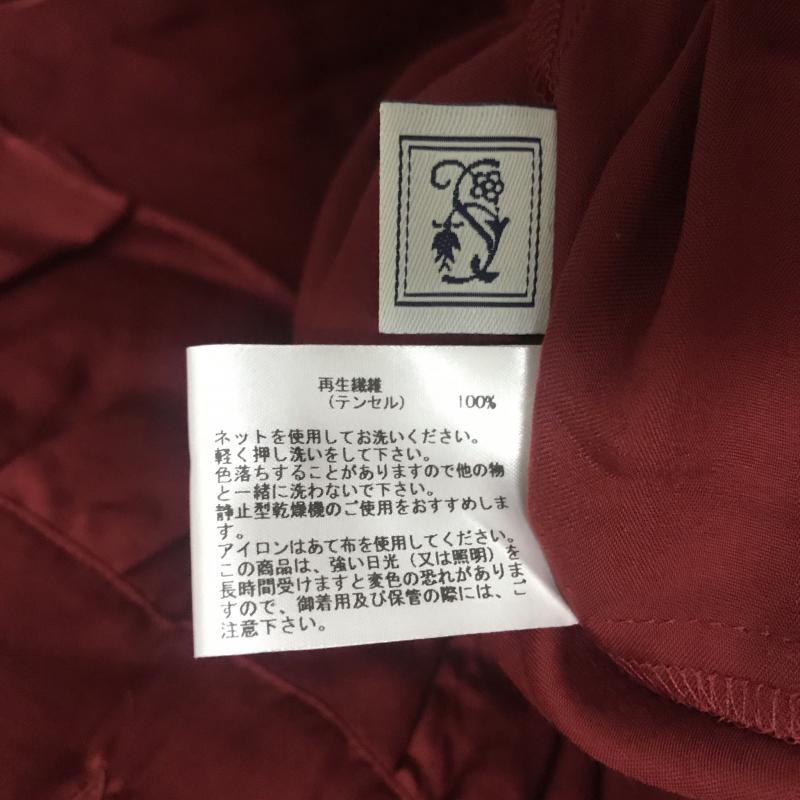 再生繊維
（テンセル） 100%
ネットを使用してお洗いください。
軽く押し洗いをして下さい。
色落ちすることがありますので他の物
と一緒に洗わないで下さい。
静止型乾燥機のご使用をおすすめしま
す。
アイロンはあて布を使用してください。
この商品は、強い日光（又は照明）を
長時間受けますと変色の恐れがありま
すので、御着用及び保管の際には、ご
注意下さい。